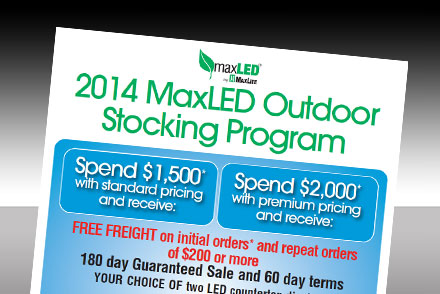 maxLED®
by MaxLite
2014 MaxLED Outdoor
Stocking Program
Spend $1,500*
with standard pricing
and receive:
Spend $2,000*
with premium pricing
and receive:
FREE FREIGHT on initial orders* and repeat orders
of $200 or more
180 day Guaranteed Sale and 60 day terms
YOUR CHOICE of two LED